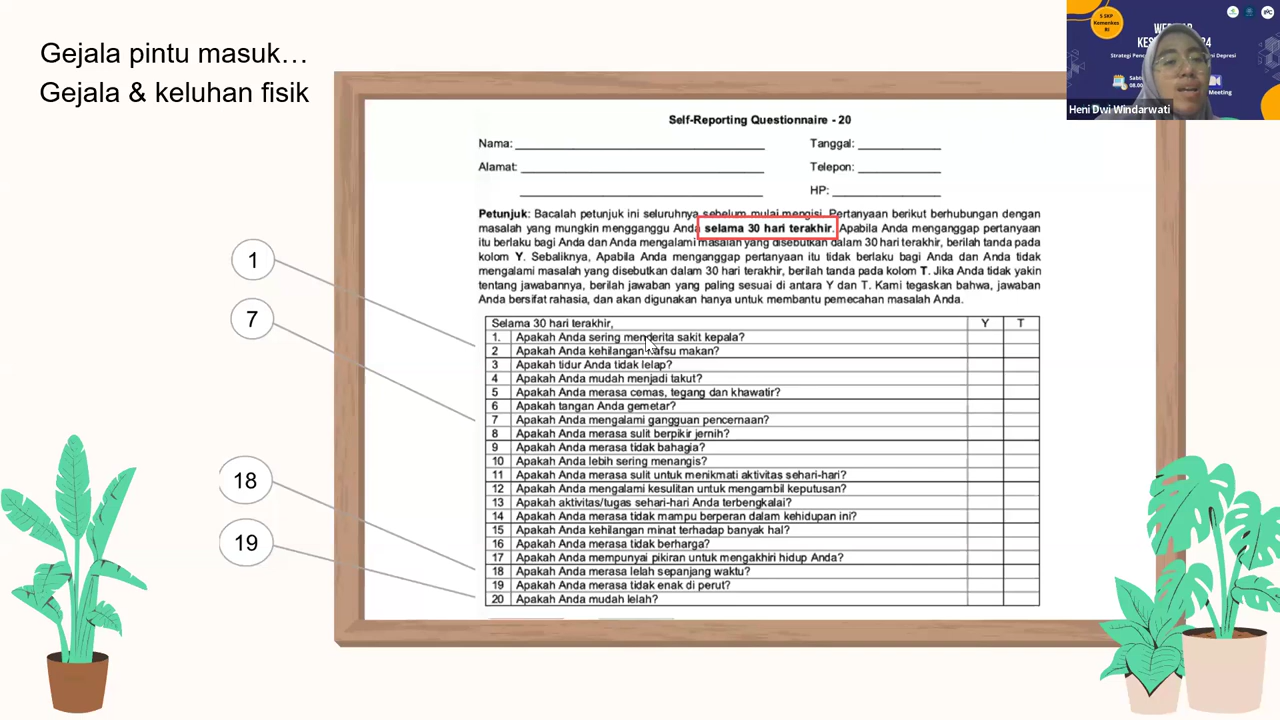 Gejala pintu masuk…
Gejala & keluhan fisik
5 SKP
Kemenkes
RI
Heni Dwi Windarwati
Meeting
Self-Reporting Questionnaire - 20
Nama: Tanggal:
Alamat: Telepon:
HP:
Petunjuk: Bacalah petunjuk ini seluruhnya sebelum mulai mengisi. Pertanyaan berikut berhubungan dengan
masalah yang mungkin mengganggu Anda selama 30 hari terakhir. Apabila Anda menganggap pertanyaan
itu berlaku bagi Anda dan Anda mengalami masalah yang disebutkan dalam 30 hari terakhir, berilah tanda pada
kolom Y. Sebaliknya, Apabila Anda menganggap pertanyaan itu tidak berlaku bagi Anda dan Anda tidak
mengalami masalah yang disebutkan dalam 30 hari terakhir, berilah tanda pada kolom T. Jika Anda tidak yakin
tentang jawabannya, berilah jawaban yang paling sesuai di antara Y dan T. Kami tegaskan bahwa, jawaban
Anda bersifat rahasia, dan akan digunakan hanya untuk membantu pemecahan masalah Anda.
1
7
18
19
Selama 30 hari terakhir, Y T
1. Apakah Anda sering menderita sakit kepala?
2 Apakah Anda kehilangan nafsu makan?
3 Apakah tidur Anda tidak lelap?
4 Apakah Anda mudah menjadi takut?
5 Apakah Anda merasa cemas, tegang dan khawatir?
6 Apakah tangan Anda gemetar?
7 Apakah Anda mengalami gangguan pencernaan?
8 Apakah Anda merasa sulit berpikir jernih?
9 Apakah Anda merasa tidak bahagia?
10 Apakah Anda lebih sering menangis?
11 Apakah Anda merasa sulit untuk menikmati aktivitas sehari-hari?
12 Apakah Anda mengalami kesulitan untuk mengambil keputusan?
13 Apakah aktivitas/tugas sehari-hari Anda terbengkalai?
14 Apakah Anda merasa tidak mampu berperan dalam kehidupan ini?
15 Apakah Anda kehilangan minat terhadap banyak hal?
16 Apakah Anda merasa tidak berharga?
17 Apakah Anda mempunyai pikiran untuk mengakhiri hidup Anda?
18 Apakah Anda merasa lelah sepanjang waktu?
19 Apakah Anda merasa tidak enak di perut?
20 Apakah Anda mudah lelah?